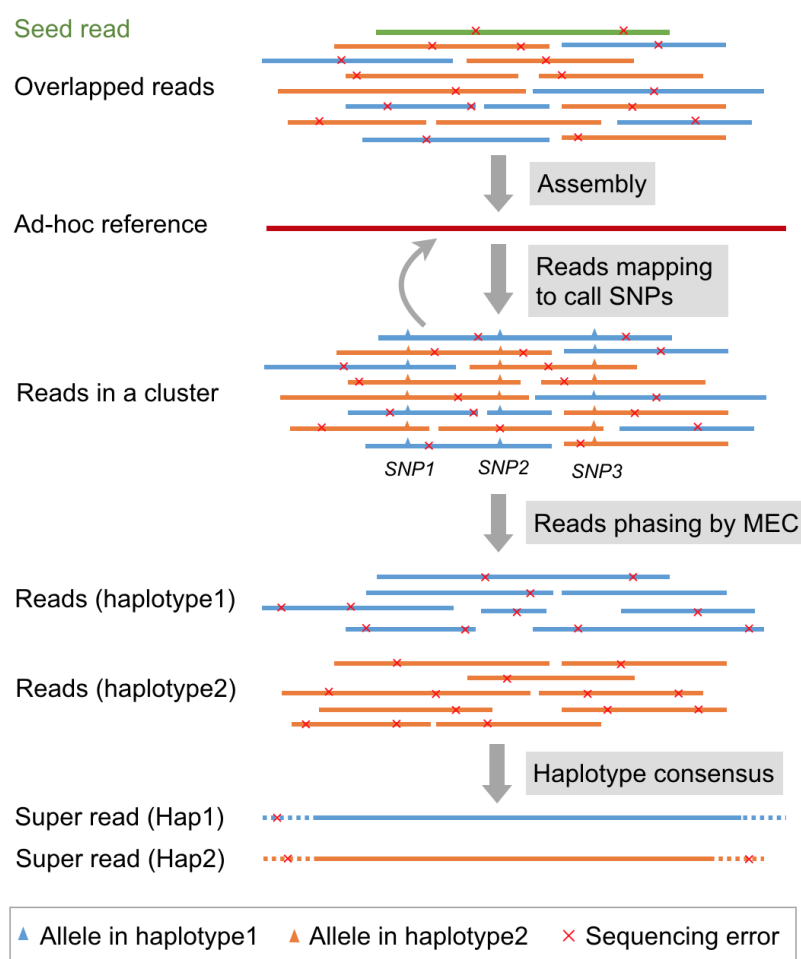 Seed read
Overlapped reads
Assembly
Ad-hoc reference
Reads mapping
to call SNPs
Reads in a cluster
SNP1 SNP2 SNP3
Reads phasing by MEC
Reads (haplotype1)
Reads (haplotype2)
Haplotype consensus
Super read (Hap1)
Super read (Hap2)
Allele in haplotype1 Allele in haplotype2 Sequencing error